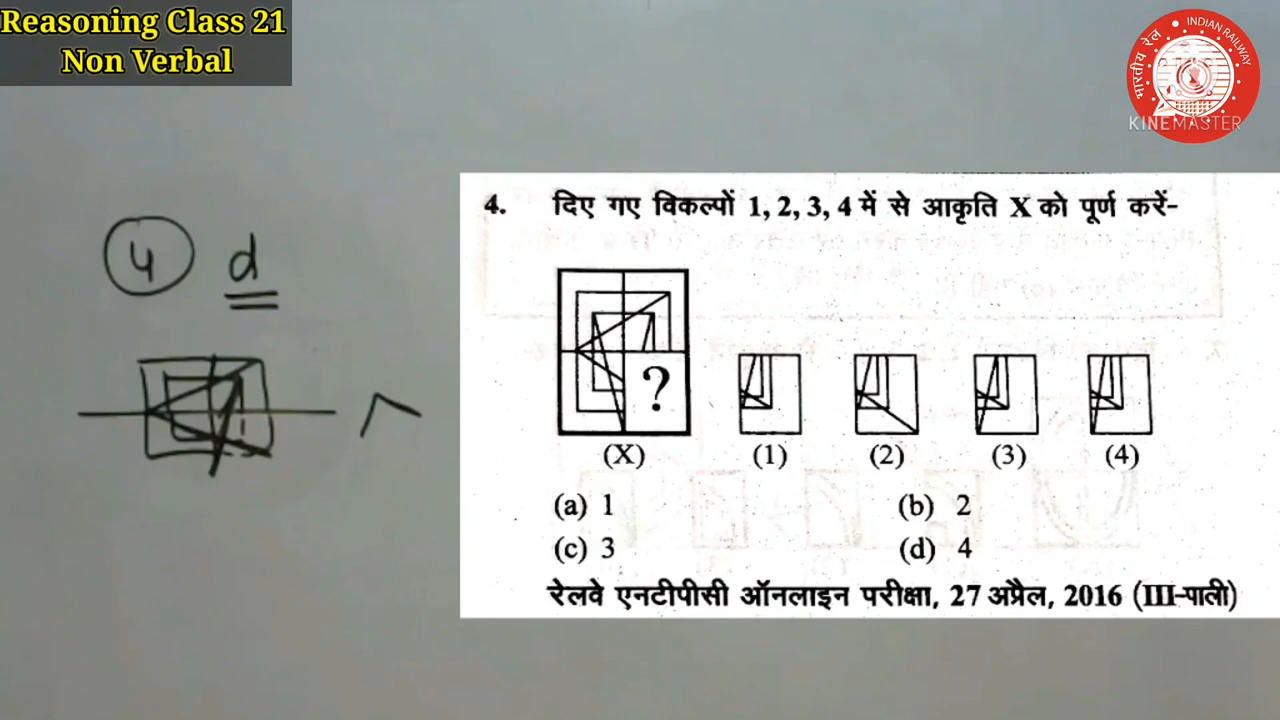 Reasoning Class 21
Non Verbal
भारतीय रेल
INDIAN RAILWAY
KINEMASTER
4 d
4. दिए गए विकल्पों 1, 2, 3, 4 में से आकृति X को पूर्ण करें-
?
(X) (1) (2) (3) (4)
(a) 1 (b) 2
(c) 3 (d) 4
रेलवे एनटीपीसी ऑनलाइन परीक्षा, 27 अप्रैल, 2016 (III-पाली)